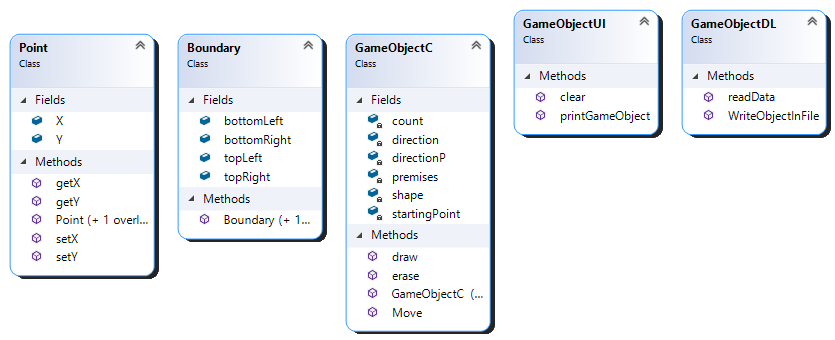 Point
Class
Fields
X
Y
Methods
getX
getY
Point (+ 1 overl...
setX
setY
Boundary
Class
Fields
bottomLeft
bottomRight
topLeft
topRight
Methods
Boundary (+ 1...
GameObjectC
Class
Fields
count
direction
directionP
premises
shape
startingPoint
Methods
draw
erase
GameObjectC (...
Move
GameObjectUI
Class
Methods
clear
printGameObject
GameObjectDL
Class
Methods
readData
WriteObjectInFile